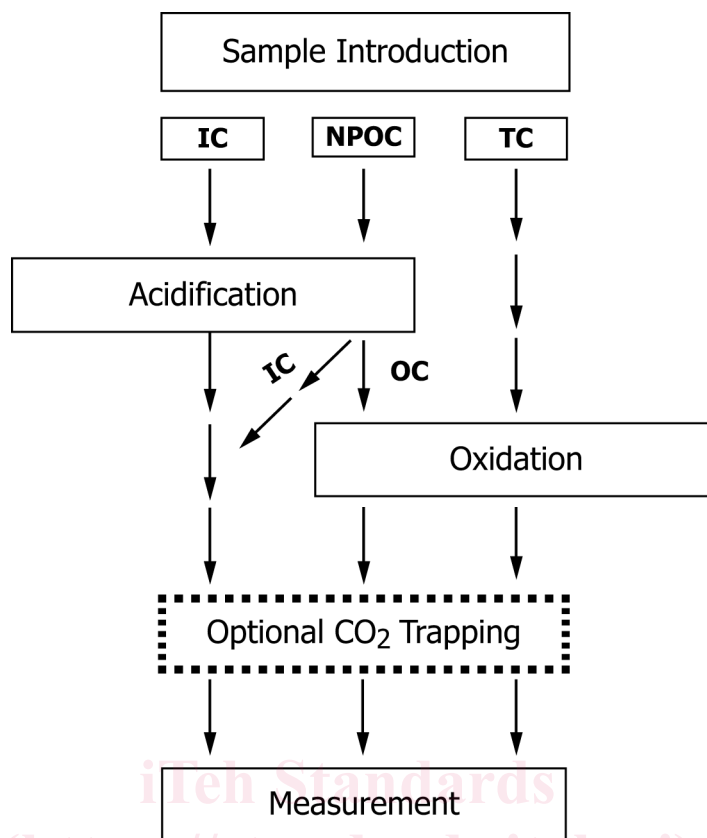 Sample Introduction
IC NPOC TC
Acidification
IC OC
Oxidation
Optional CO₂ Trapping
iTeh Standards
Measurement